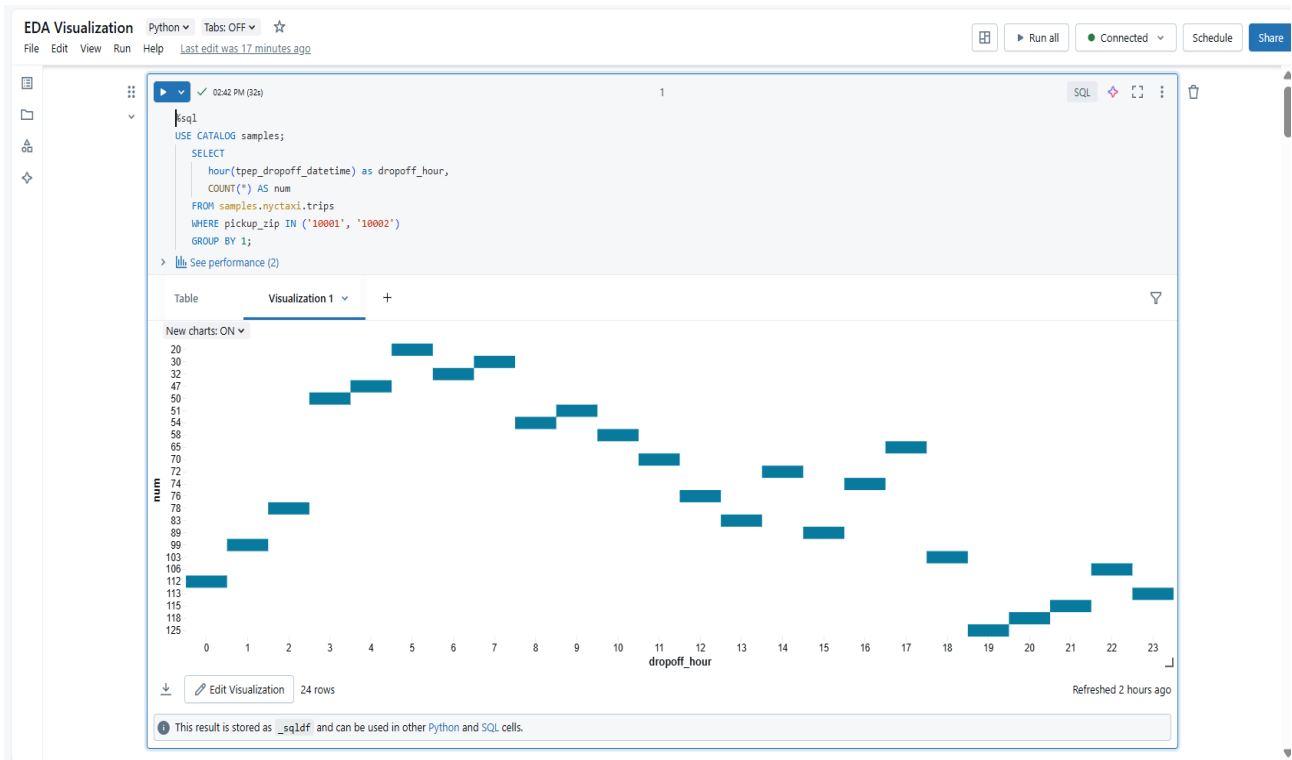 EDA Visualization Python Tabs: OFF
File Edit View Run Help Last edit was 17 minutes ago
Run all Connected Schedule Share
02:42 PM (32s) 1 SQL
%sql
USE CATALOG samples;
SELECT
hour(tpep_dropoff_datetime) as dropoff_hour,
COUNT(*) AS num
FROM samples.nyctaxi.trips
WHERE pickup_zip IN ('10001', '10002')
GROUP BY 1;
See performance (2)
Table Visualization 1 +
New charts: ON
20
30
32
47
50
51
54
58
65
70
72
74
76
78
83
89
99
103
106
112
113
115
118
125
num
0 1 2 3 4 5 6 7 8 9 10 11 12 13 14 15 16 17 18 19 20 21 22 23
dropoff_hour
Edit Visualization 24 rows Refreshed 2 hours ago
This result is stored as _sqldf and can be used in other Python and SQL cells.